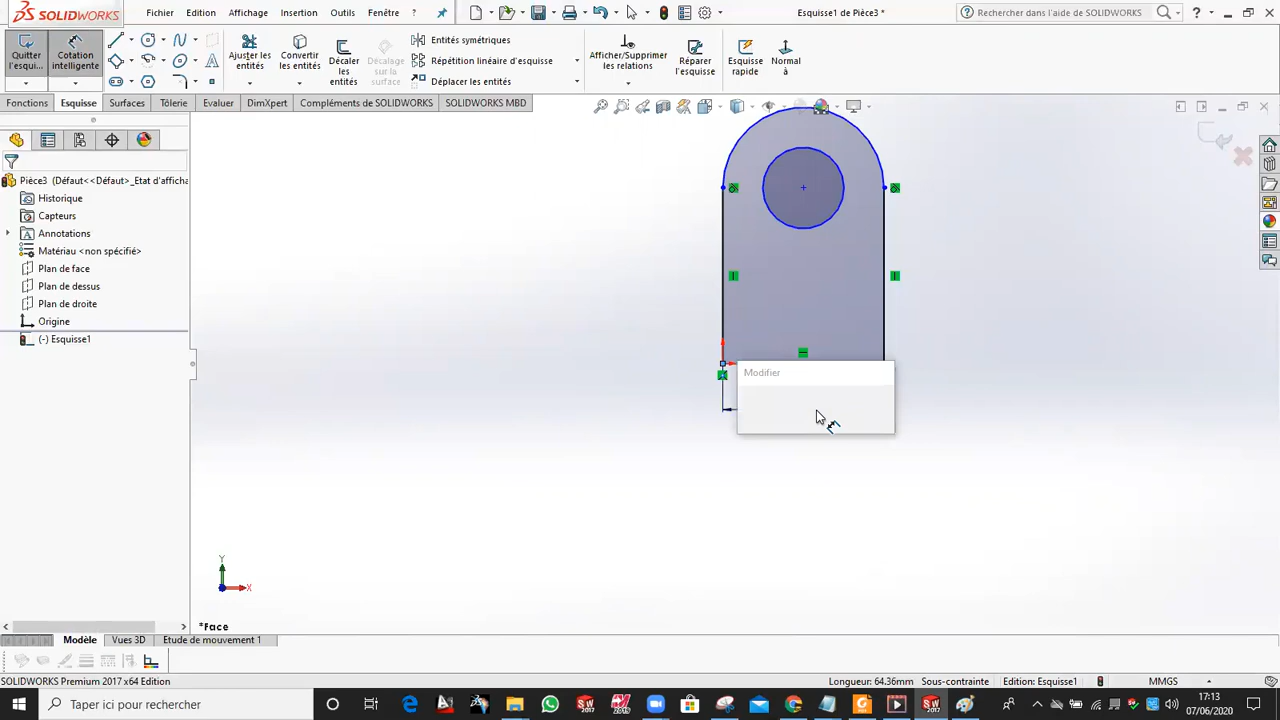 SOLIDWORKS
Fichier Edition Affichage Insertion Outils Fenêtre
Esquisse1 de Pièce3 *
Rechercher dans l'aide de SOLIDWORKS
?
Quitter l'esqui...
Cotation intelligente
Ajuster les entités
Convertir les entités
Décaler les entités
Décalage sur la surface
Entités symétriques
Répétition linéaire d'esquisse
Déplacer les entités
Afficher/Supprimer les relations
Réparer l'esquisse
Esquisse rapide
Normal à
Fonctions Esquisse Surfaces Tôlerie Evaluer DimXpert Compléments de SOLIDWORKS SOLIDWORKS MBD
Pièce3 (Défaut<<Défaut>_Etat d'afficha
Historique
Capteurs
Annotations
Matériau <non spécifié>
Plan de face
Plan de dessus
Plan de droite
Origine
(-) Esquisse1
Modifier
Y
X
*Face
Modèle Vues 3D Etude de mouvement 1
SOLIDWORKS Premium 2017 x64 Edition
Longueur: 64.36mm Sous-contrainte Edition: Esquisse1 MMGS
Taper ici pour rechercher
17:13
07/06/2020